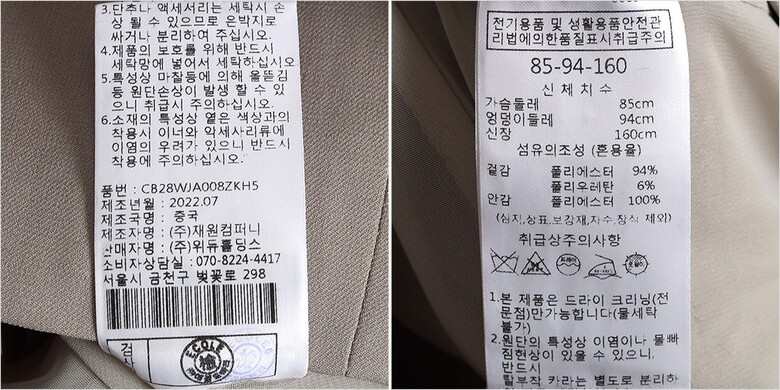 3.단추나 액세서리는 세탁시 손
상 될 수 있으므로 은박지로
싸거나 분리하여 주십시오.
4.제품의 보호를 위해 반드시
세탁망에 넣어서 세탁하십시오
5.특성상 마찰등에 의해 올뜯김
등 원단손상이 발생 할 수 있
으니 취급시 주의하십시오.
6.소재의 특성상 옅은 색상과의
착용시 이너와 악세사리류에
이염의 우려가 있으니 반드시
착용에 주의하십시오.
품번 : CB28WJA008ZKH5
제조년월 : 2022.07
제조국명 : 중국
제조자명 : (주)재원컴퍼니
판매자명 : (주)위듀홀딩스
소비자상담실 : 070-8224-4417
서울시 금천구 벚꽃로 298
검
ECOLE
전기용품 및 생활용품안전관
리법에의한품질표시취급주의
85-94-160
신체치수
가슴둘레 85cm
엉덩이둘레 94cm
신장 160cm
섬유의조성 (혼용율)
겉감 폴리에스터 94%
폴리우레탄 6%
안감 폴리에스터 100%
(심지,상표,보강재,자수,장식 제외)
취급상주의사항
드라이
1.본 제품은 드라이 크리닝(전
문점)만가능합니다(물세탁
불가)
2.원단의 특성상 이염이나 물빠
짐현상이 있을 수 있으니,
반드시
탈부착 카라는 별도로 분리하